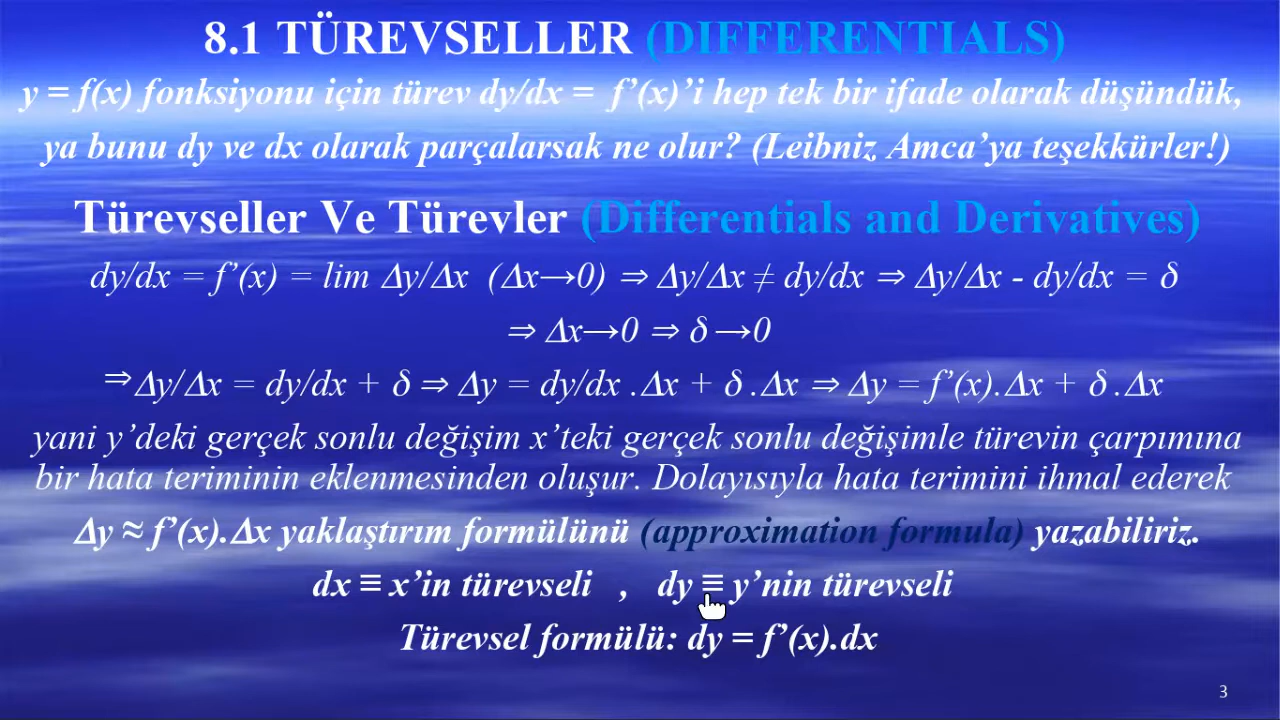 8.1 TÜREVSELLER (DIFFERENTIALS)
y = f(x) fonksiyonu için türev dy/dx = f’(x)’i hep tek bir ifade olarak düşündük,
ya bunu dy ve dx olarak parçalarsak ne olur? (Leibniz Amca’ya teşekkürler!)
Türevseller Ve Türevler (Differentials and Derivatives)
dy/dx = f’(x) = lim Δy/Δx (Δx→0) ⇒ Δy/Δx ≠ dy/dx ⇒ Δy/Δx - dy/dx = δ
⇒ Δx→0 ⇒ δ →0
⇒Δy/Δx = dy/dx + δ ⇒ Δy = dy/dx .Δx + δ .Δx ⇒ Δy = f’(x).Δx + δ .Δx
yani y’deki gerçek sonlu değişim x’teki gerçek sonlu değişimle türevin çarpımına
bir hata teriminin eklenmesinden oluşur. Dolayısıyla hata terimini ihmal ederek
Δy ≈ f’(x).Δx yaklaştırım formülünü (approximation formula) yazabiliriz.
dx ≡ x’in türevseli , dy ≡ y’nin türevseli
Türevsel formülü: dy = f’(x).dx
3